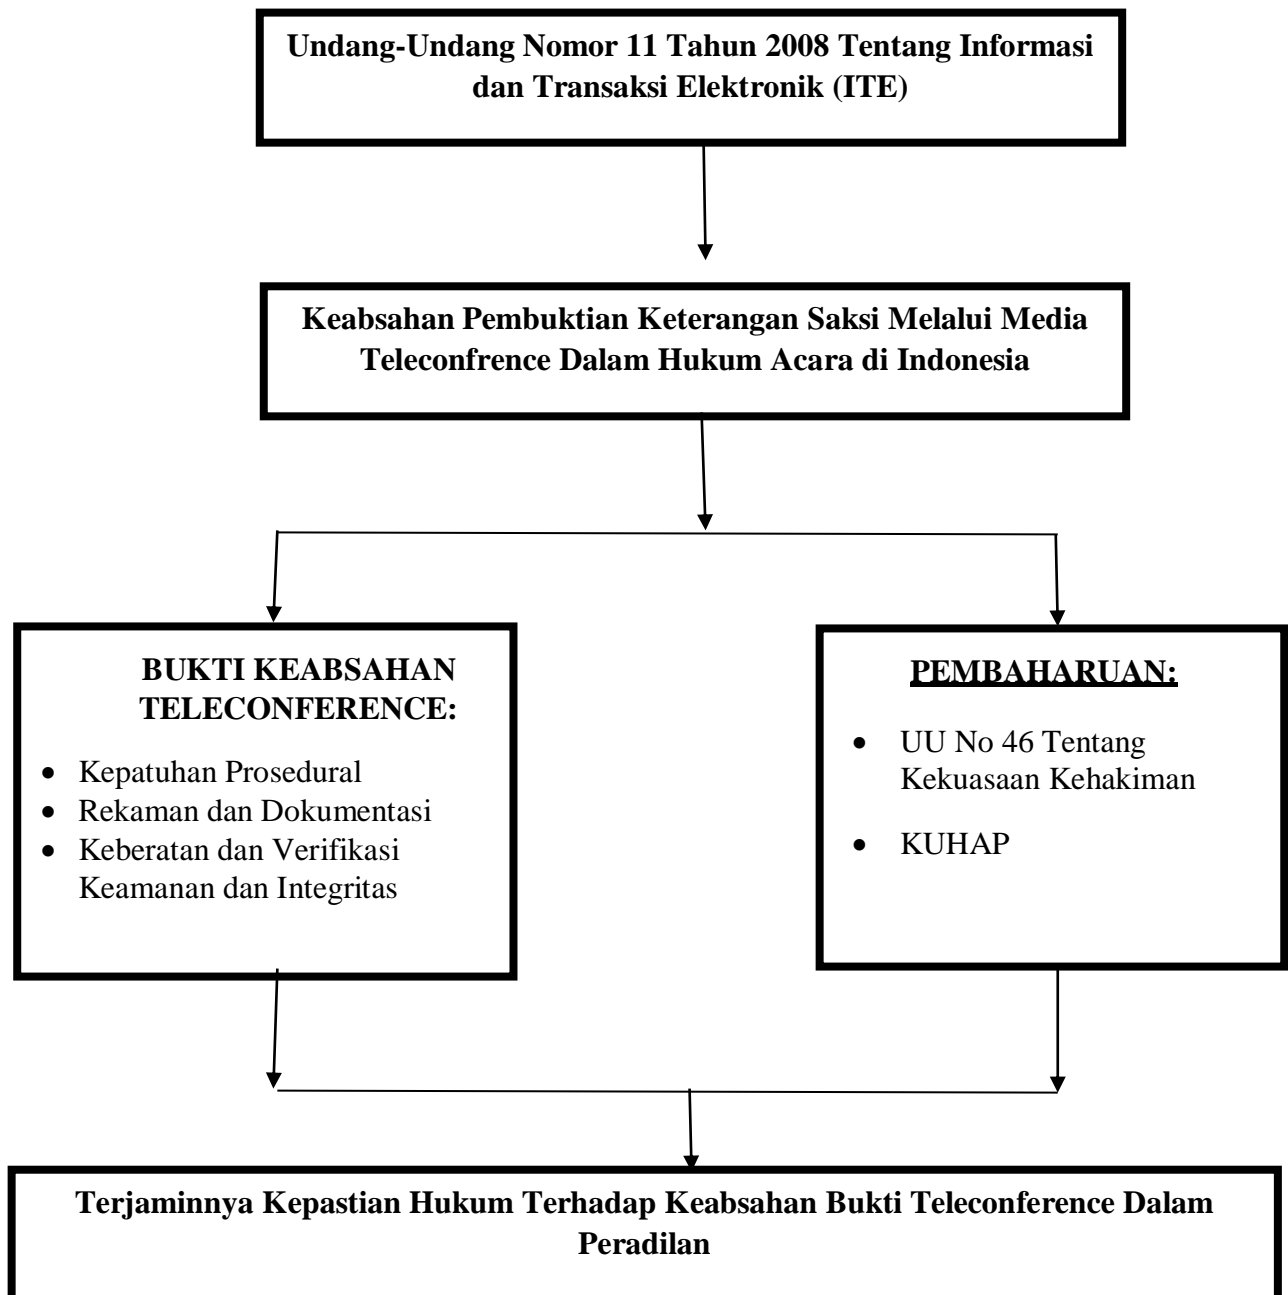 Undang-Undang Nomor 11 Tahun 2008 Tentang Informasi
dan Transaksi Elektronik (ITE)
Keabsahan Pembuktian Keterangan Saksi Melalui Media
Teleconfrence Dalam Hukum Acara di Indonesia
BUKTI KEABSAHAN
TELECONFERENCE:
• Kepatuhan Prosedural
• Rekaman dan Dokumentasi
• Keberatan dan Verifikasi
Keamanan dan Integritas
PEMBAHARUAN:
• UU No 46 Tentang
Kekuasaan Kehakiman
• KUHAP
Terjaminnya Kepastian Hukum Terhadap Keabsahan Bukti Teleconference Dalam
Peradilan